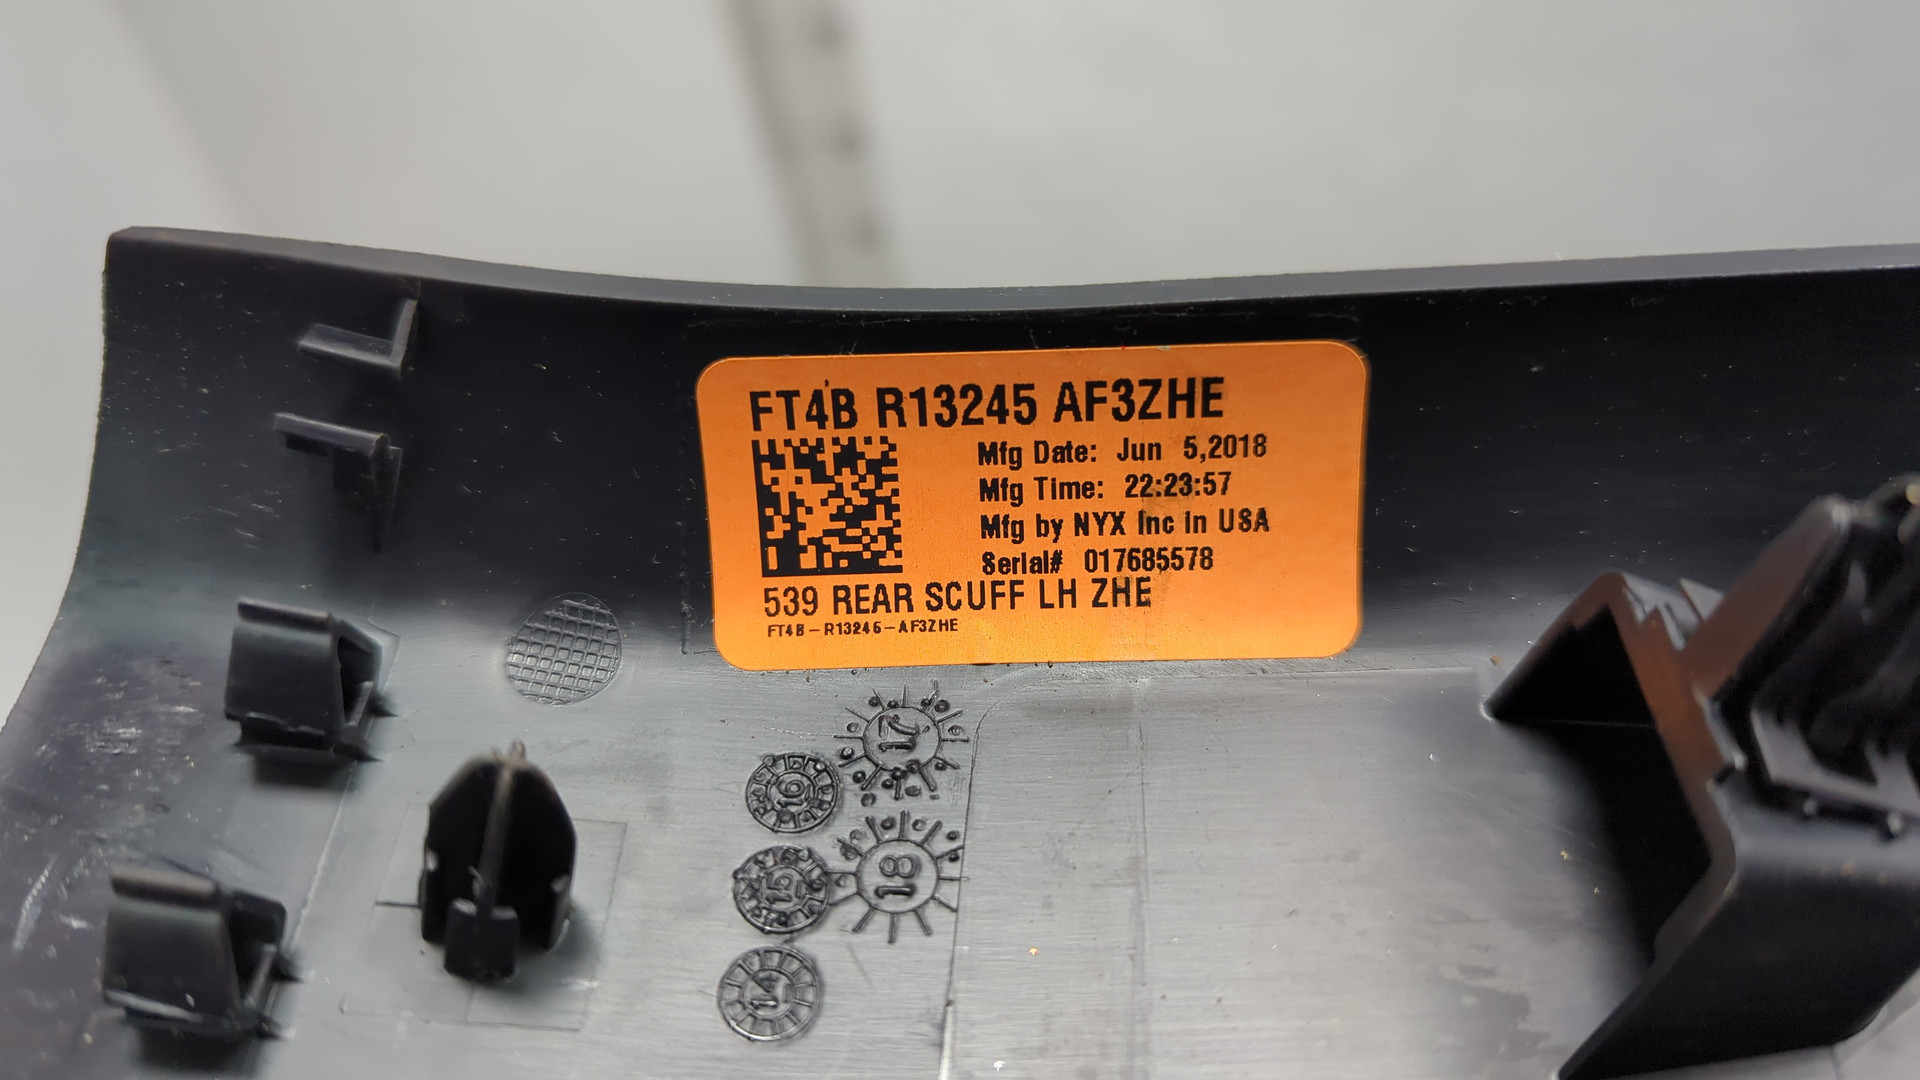 FT4B R13245 AF3ZHE
Mfg Date: Jun 5,2018
Mfg Time: 22:23:57
Mfg by NYX Inc in USA
Serial# 017685578
539 REAR SCUFF LH ZHE
FT4B-R13245-AF3ZHE
17
16
18
15
14